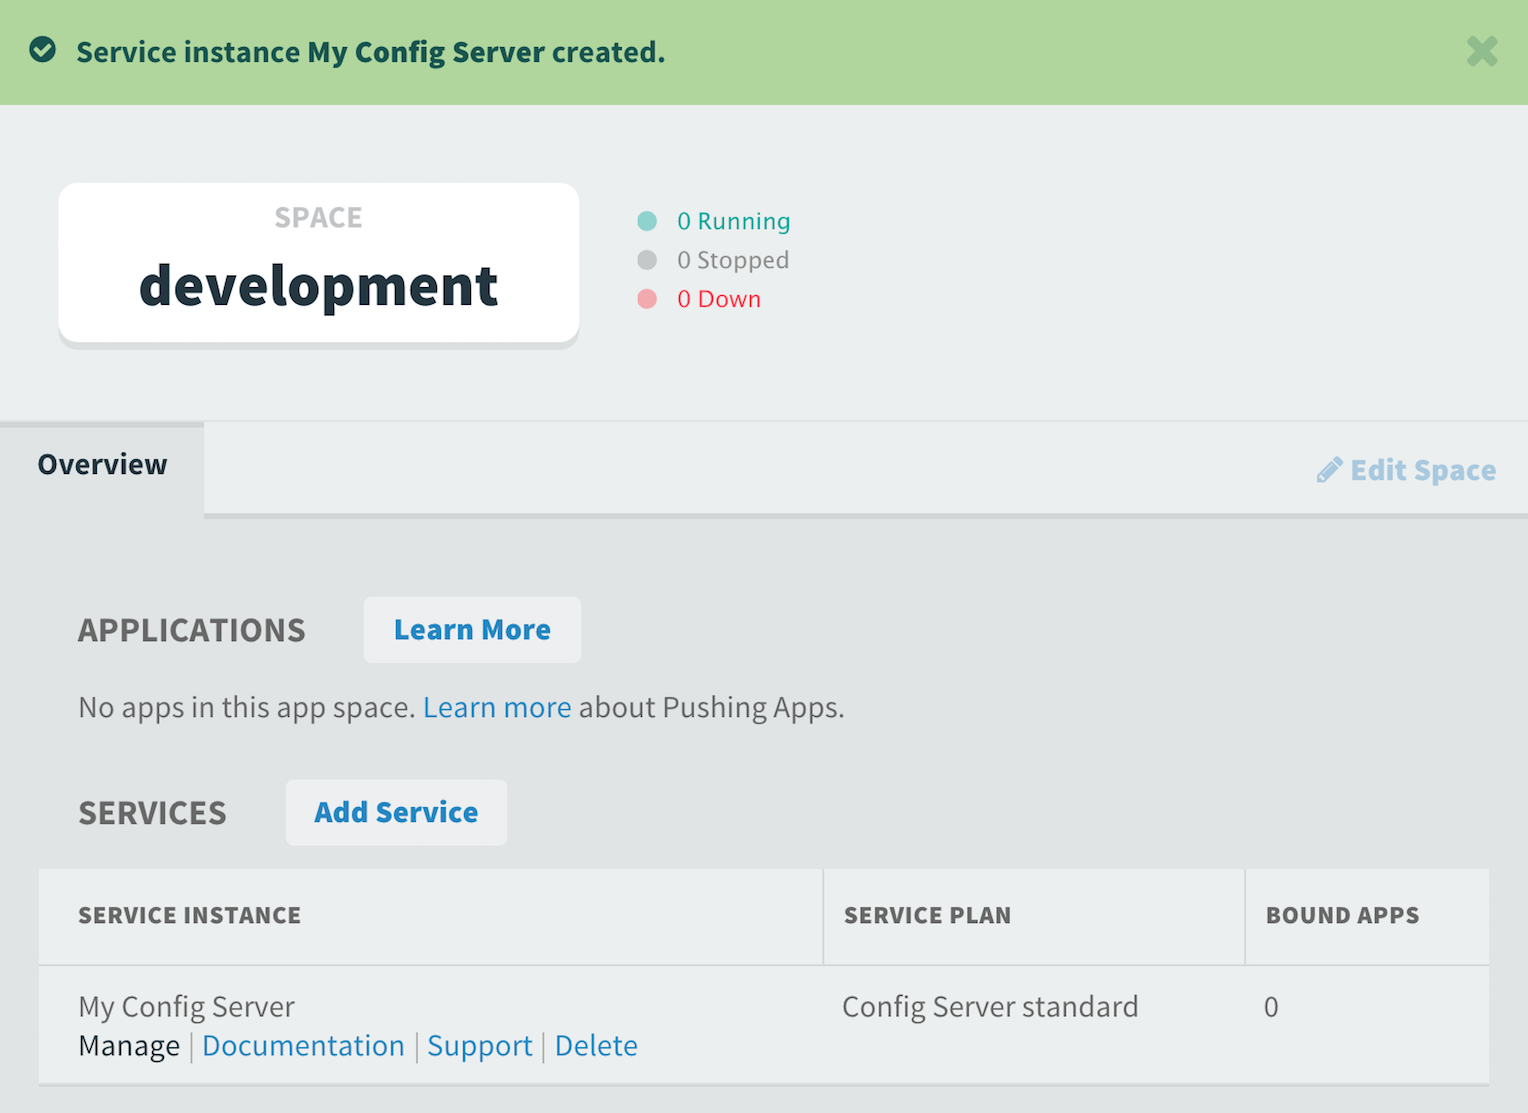 Service instance My Config Server created.
SPACE
development
0 Running
0 Stopped
0 Down
Overview
Edit Space
APPLICATIONS
Learn More
No apps in this app space. Learn more about Pushing Apps.
SERVICES
Add Service
SERVICE INSTANCE
SERVICE PLAN
BOUND APPS
My Config Server
Config Server standard
0
Manage | Documentation | Support | Delete